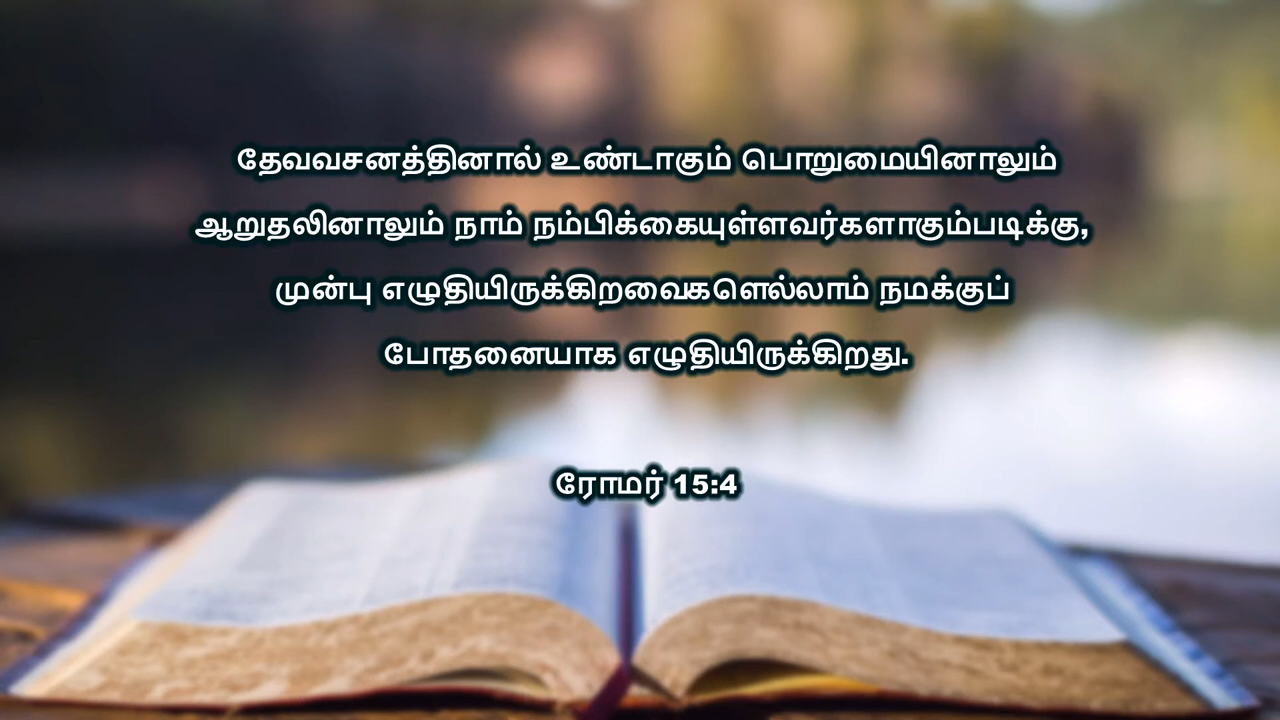 தேவவசனத்தினால் உண்டாகும் பொறுமையினாலும்
ஆறுதலினாலும் நாம் நம்பிக்கையுள்ளவர்களாகும்படிக்கு,
முன்பு எழுதியிருக்கிறவைகளெல்லாம் நமக்குப்
போதனையாக எழுதியிருக்கிறது.
ரோமர் 15:4